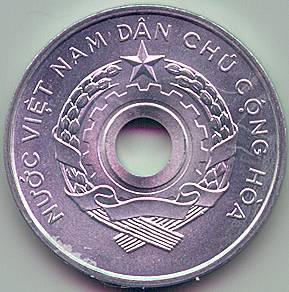 NƯỚC VIỆT NAM DÂN CHỦ CỘNG HÒA